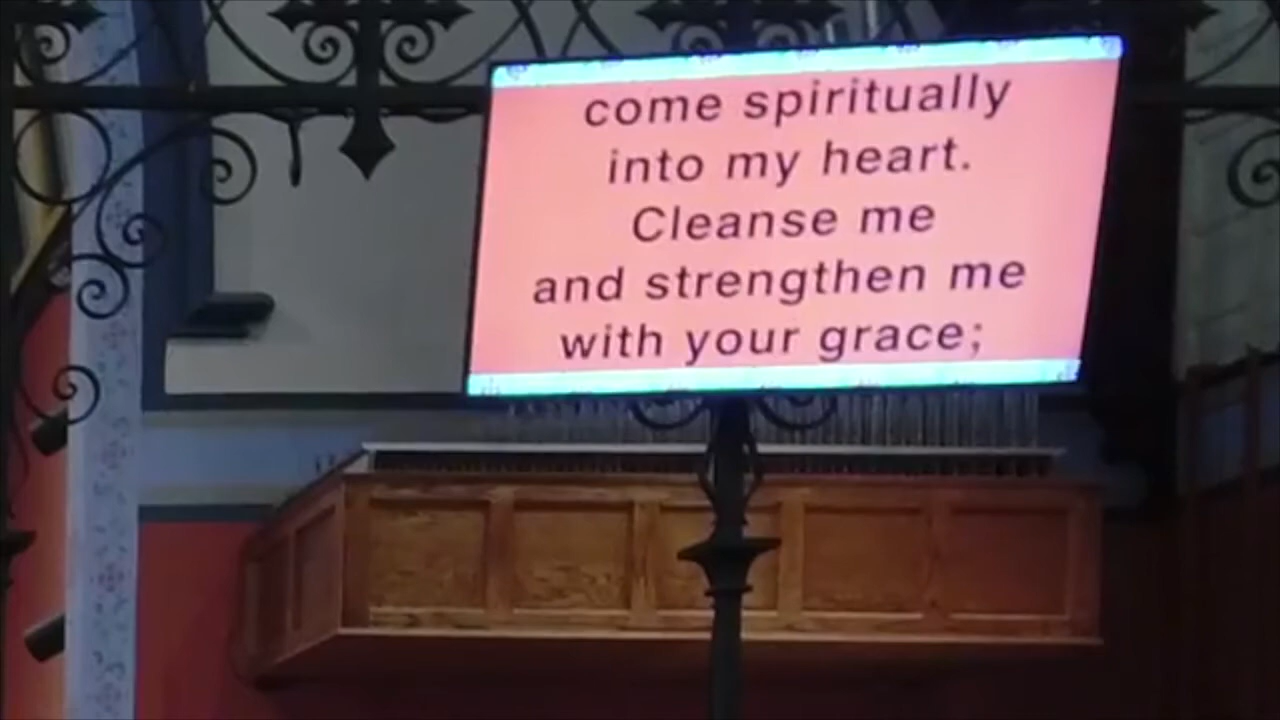 come spiritually
into my heart.
Cleanse me
and strengthen me
with your grace;